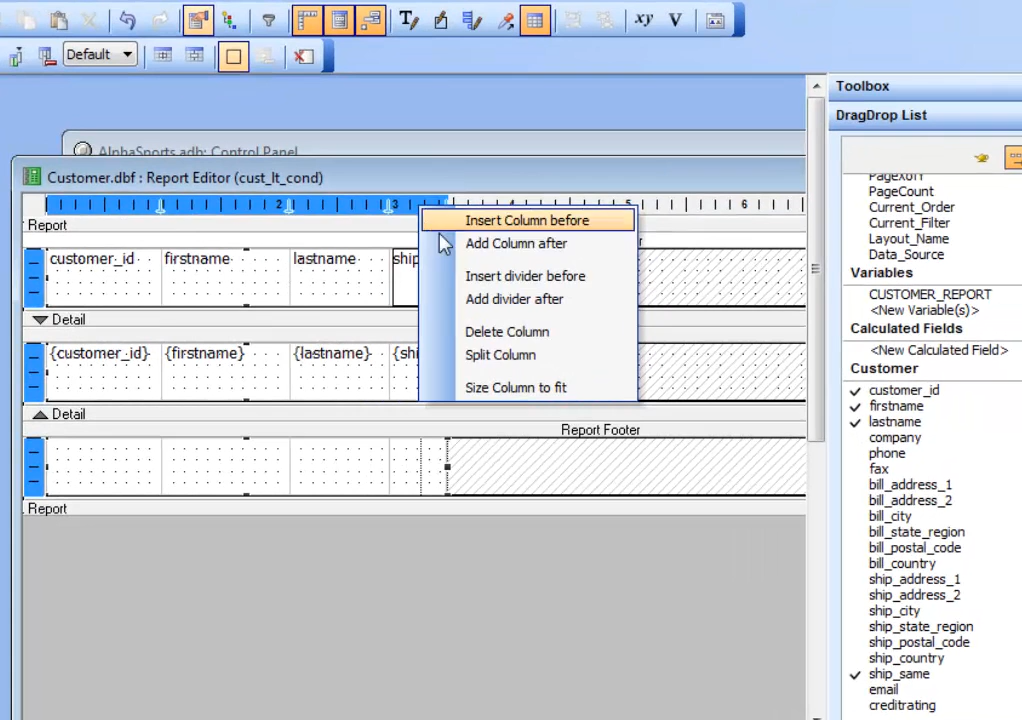 xy V
Default
AlphaSports.adb: Control Panel
Customer.dbf : Report Editor (cust_lt_cond)
2 3 5 6
Report
customer_id firstname lastname ship
Detail
{customer_id} {firstname} {lastname} {shi
Detail
Report Footer
Report
Insert Column before
Add Column after
Insert divider before
Add divider after
Delete Column
Split Column
Size Column to fit
Toolbox
DragDrop List
PageXofY
PageCount
Current_Order
Current_Filter
Layout_Name
Data_Source
Variables
CUSTOMER_REPORT
<New Variable(s)>
Calculated Fields
<New Calculated Field>
Customer
customer_id
firstname
lastname
company
phone
fax
bill_address_1
bill_address_2
bill_city
bill_state_region
bill_postal_code
bill_country
ship_address_1
ship_address_2
ship_city
ship_state_region
ship_postal_code
ship_country
ship_same
email
creditrating